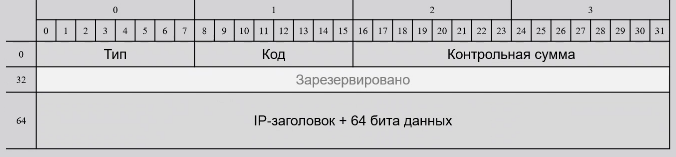 0 1 2 3
0 1 2 3 4 5 6 7 8 9 10 11 12 13 14 15 16 17 18 19 20 21 22 23 24 25 26 27 28 29 30 31
0 Тип Код Контрольная сумма
32 Зарезервировано
64 IP-заголовок + 64 бита данных